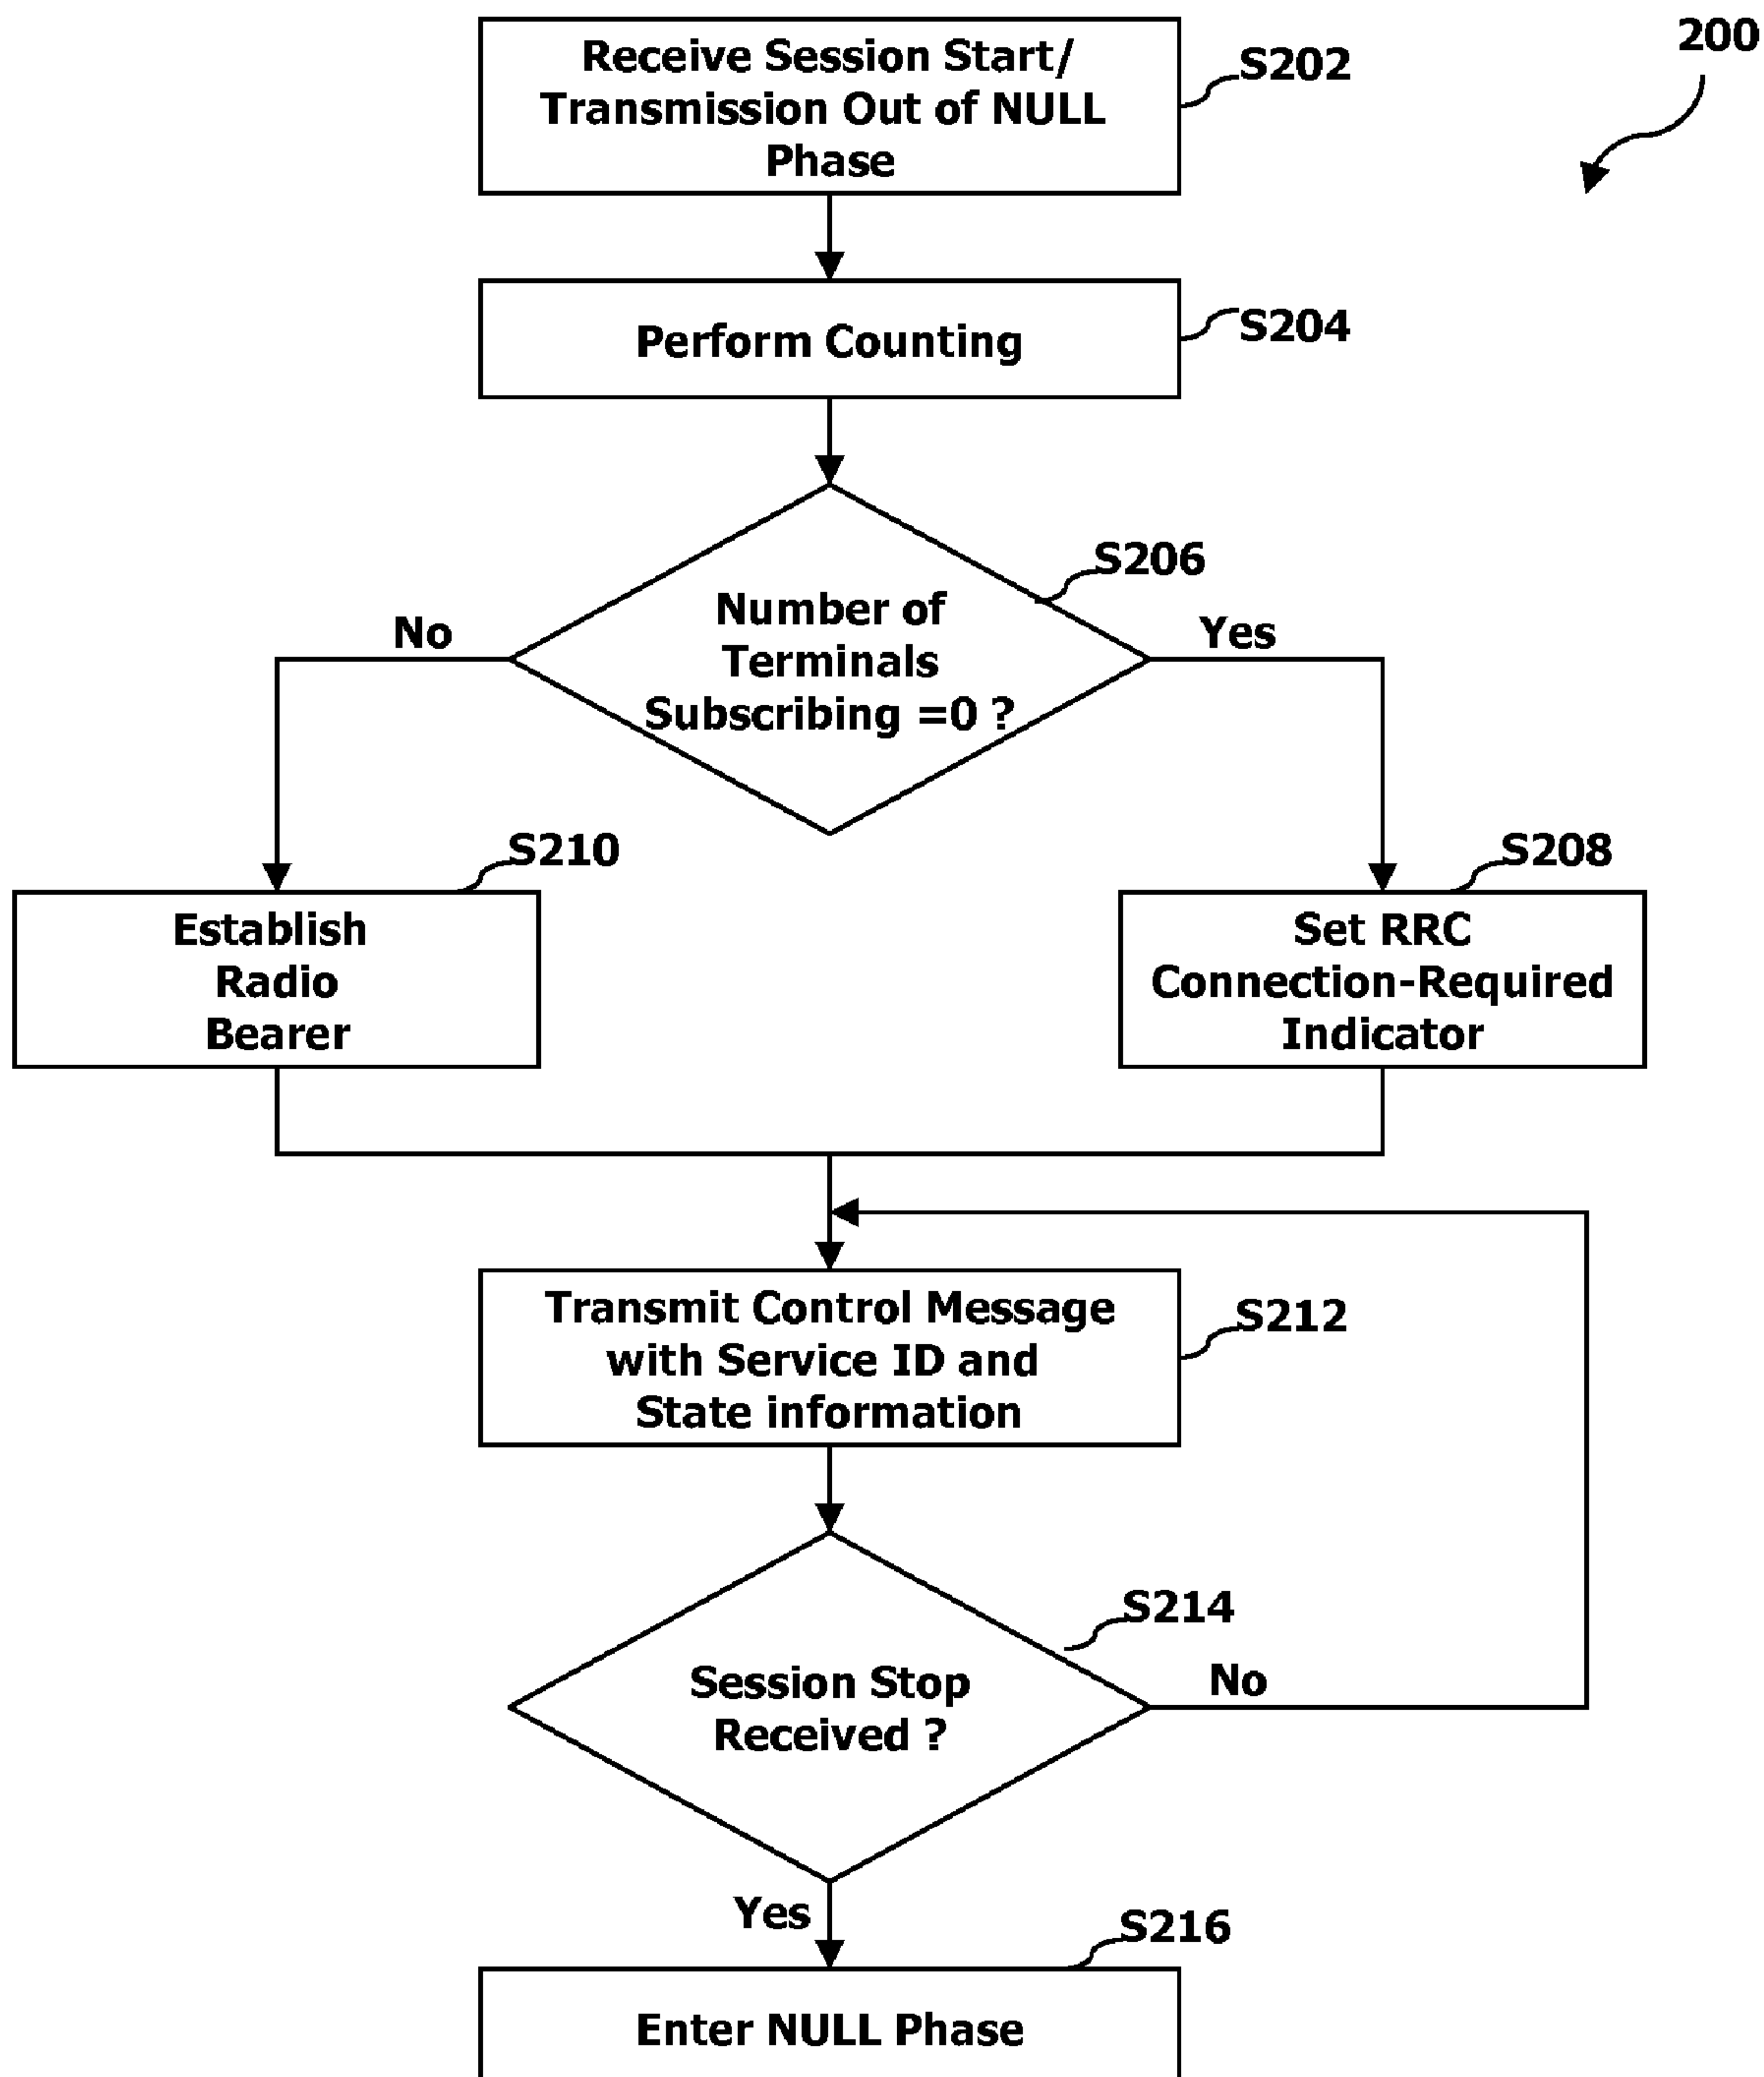 200
Receive Session Start/
Transmission Out of NULL
Phase
S202
Perform Counting
S204
S206
Number of
Terminals
Subscribing =0 ?
No
Yes
S210
S208
Establish
Radio
Bearer
Set RRC
Connection-Required
Indicator
Transmit Control Message
with Service ID and
State information
S212
S214
Session Stop
Received ?
No
Yes
S216
Enter NULL Phase